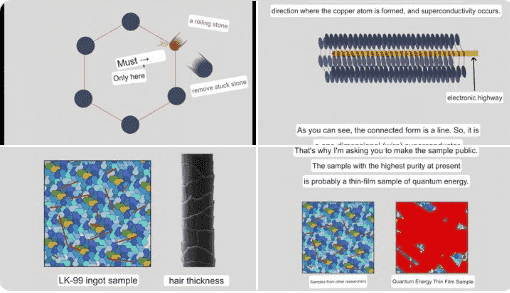 a rolling stone
Must →
Only here
remove stuck stone
direction where the copper atom is formed, and superconductivity occurs.
electronic highway
As you can see, the connected form is a line. So, it is
LK-99 ingot sample
hair thickness
That's why I'm asking you to make the sample public.
The sample with the highest purity at present
is probably a thin-film sample of quantum energy.
Samples from other researchers
Quantum Energy Thin Film Sample